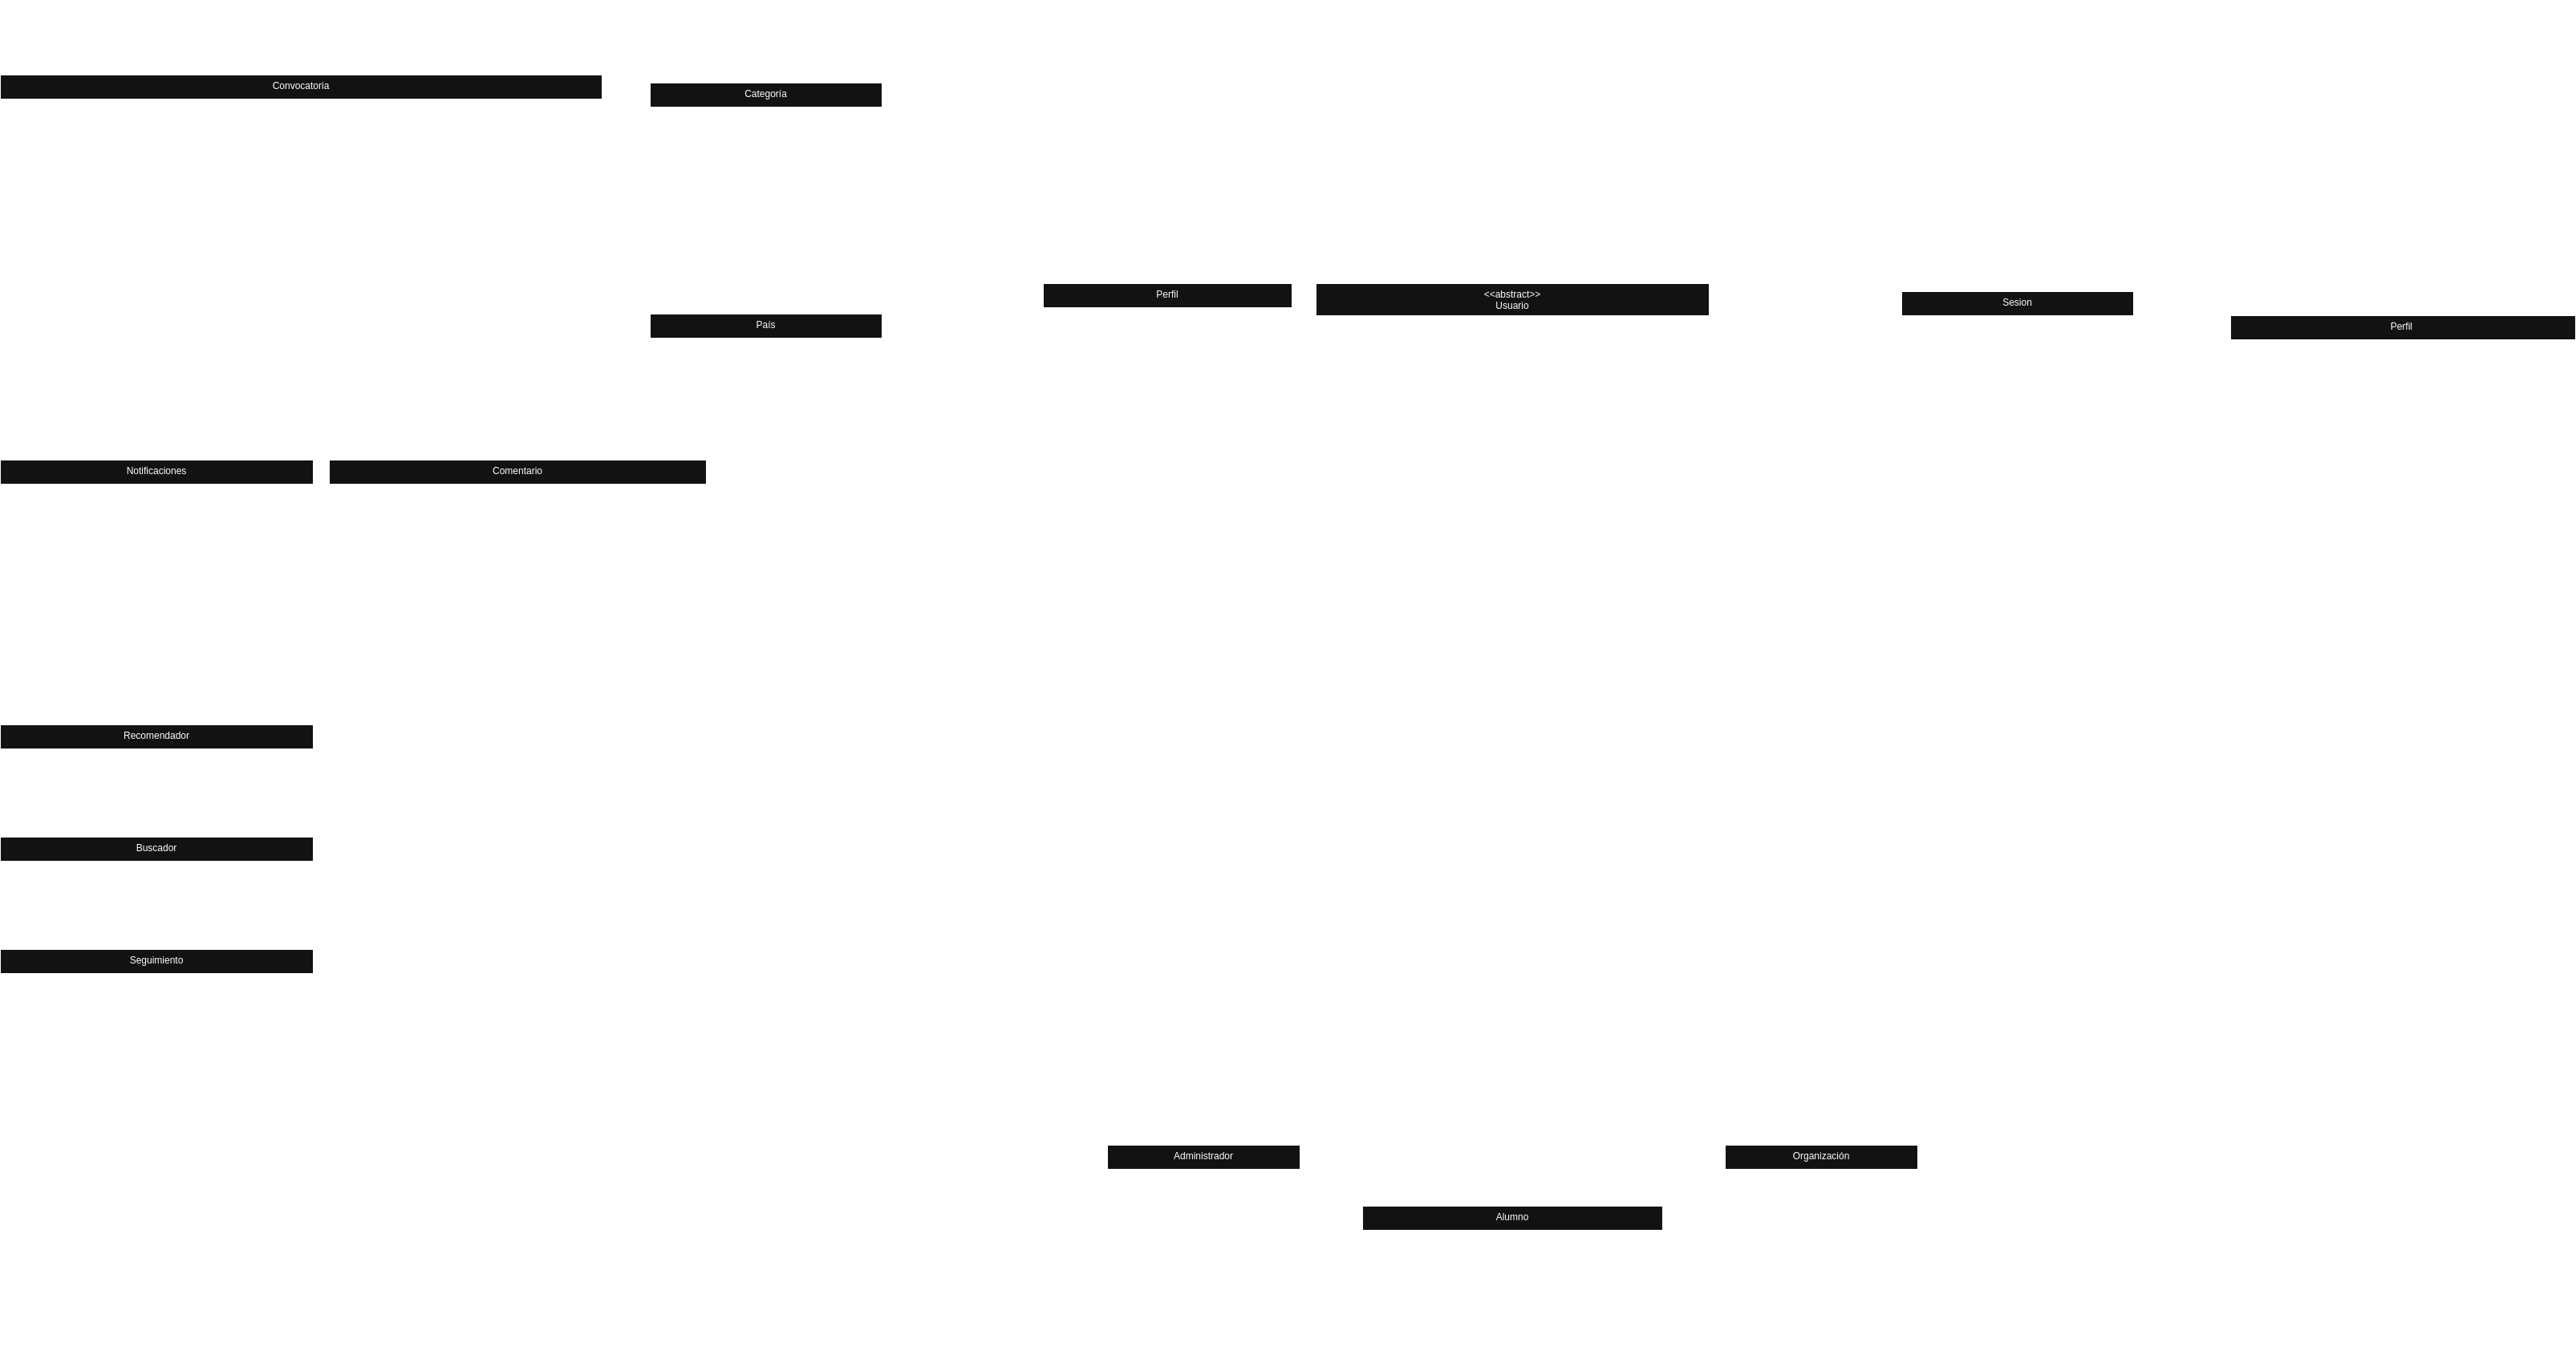 Convocatoria
Categoría
Perfil
<<abstract>>
Usuario
Sesion
País
Perfil
Notificaciones
Comentario
Recomendador
Buscador
Seguimiento
Administrador
Organización
Alumno